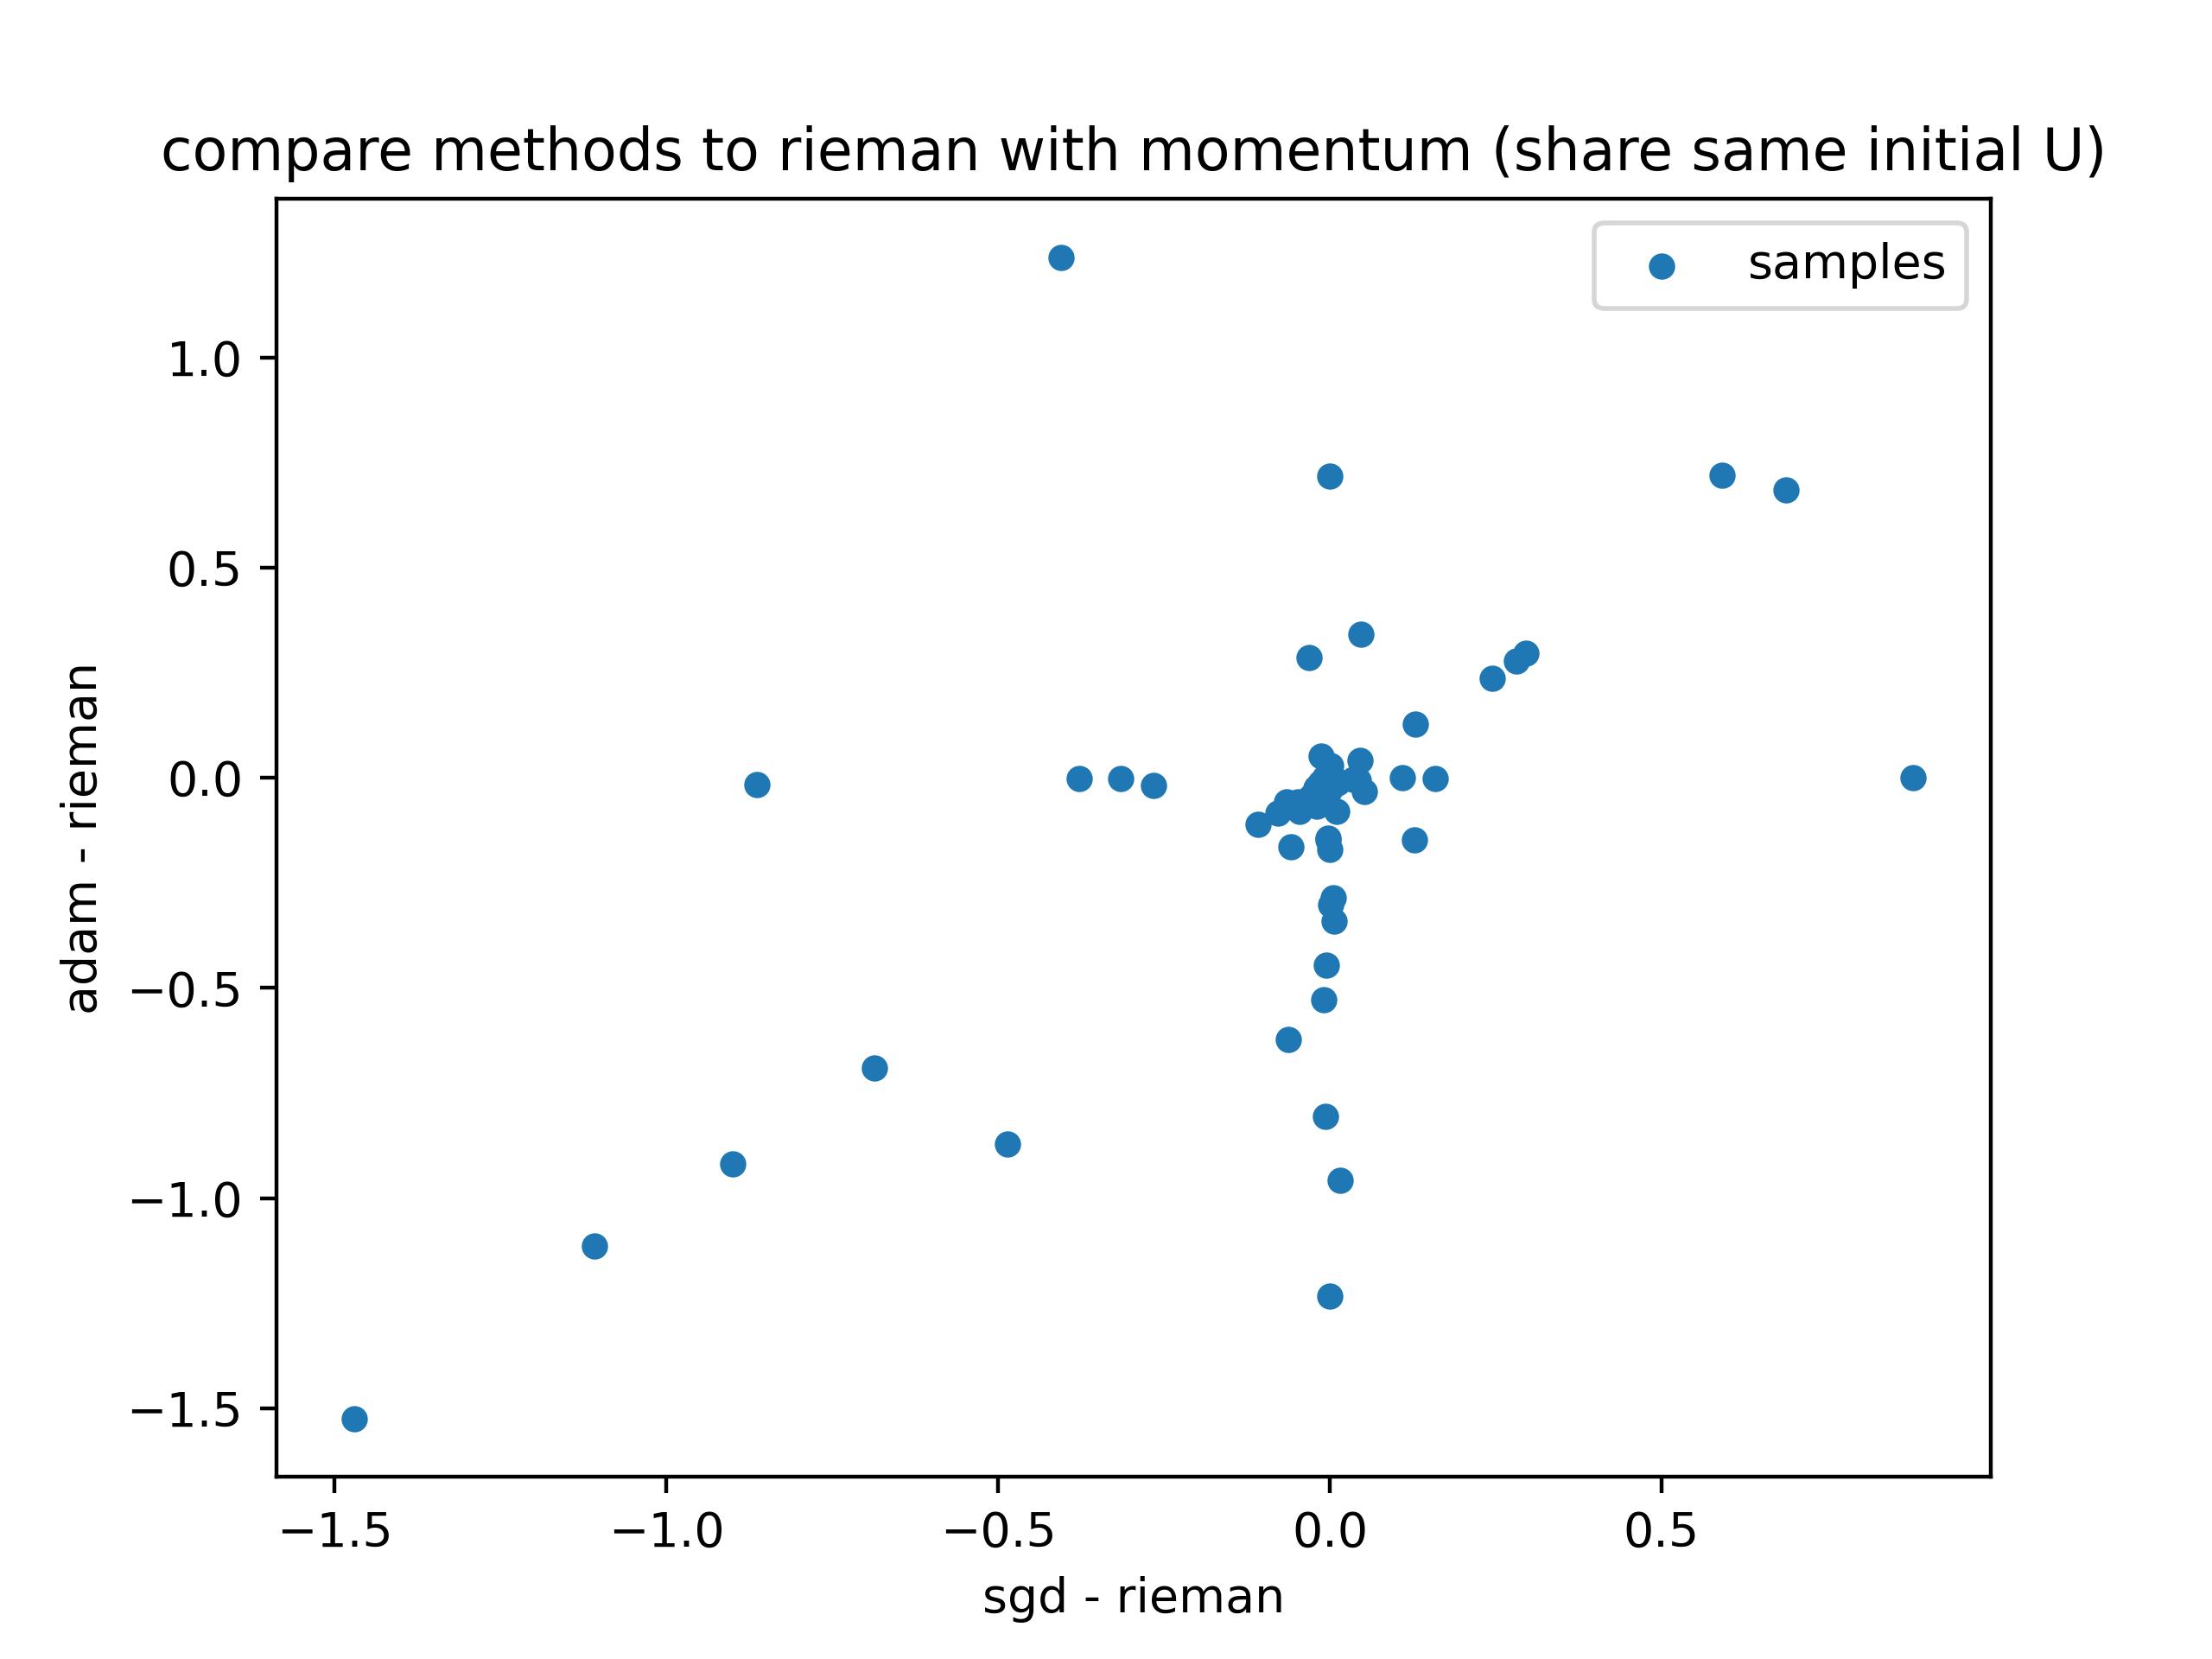 compare methods to rieman with momentum (share same initial U)
samples
1.0
0.5
0.0
−0.5
−1.0
−1.5
adam - rieman
−1.5 −1.0 −0.5 0.0 0.5
sgd - rieman